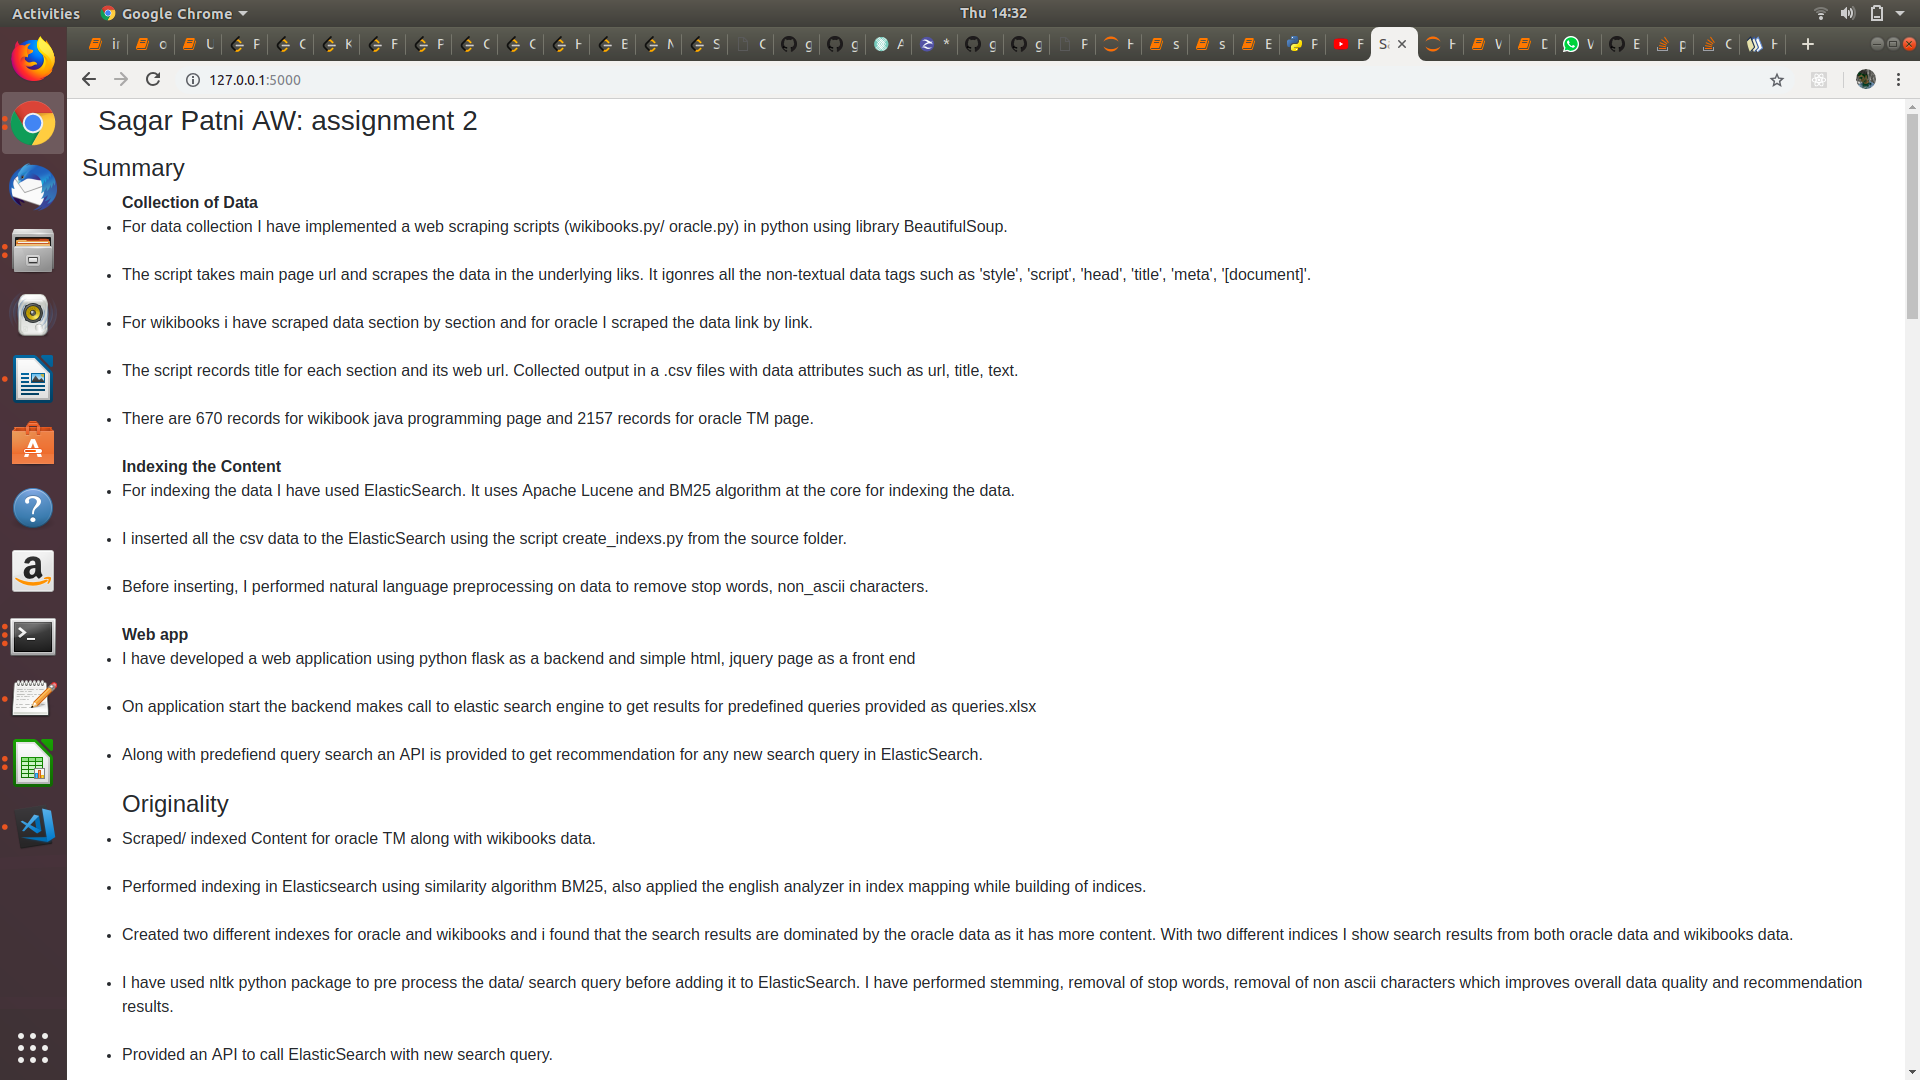 Activities
Google Chrome
Thu 14:32
127.0.0.1:5000
Sagar Patni AW: assignment 2
Summary
Collection of Data
For data collection I have implemented a web scraping scripts (wikibooks.py/ oracle.py) in python using library BeautifulSoup.
The script takes main page url and scrapes the data in the underlying liks. It igonres all the non-textual data tags such as 'style', 'script', 'head', 'title', 'meta', '[document]'.
For wikibooks i have scraped data section by section and for oracle I scraped the data link by link.
The script records title for each section and its web url. Collected output in a .csv files with data attributes such as url, title, text.
There are 670 records for wikibook java programming page and 2157 records for oracle TM page.
Indexing the Content
For indexing the data I have used ElasticSearch. It uses Apache Lucene and BM25 algorithm at the core for indexing the data.
I inserted all the csv data to the ElasticSearch using the script create_indexs.py from the source folder.
Before inserting, I performed natural language preprocessing on data to remove stop words, non_ascii characters.
Web app
I have developed a web application using python flask as a backend and simple html, jquery page as a front end
On application start the backend makes call to elastic search engine to get results for predefined queries provided as queries.xlsx
Along with predefiend query search an API is provided to get recommendation for any new search query in ElasticSearch.
Originality
Scraped/ indexed Content for oracle TM along with wikibooks data.
Performed indexing in Elasticsearch using similarity algorithm BM25, also applied the english analyzer in index mapping while building of indices.
Created two different indexes for oracle and wikibooks and i found that the search results are dominated by the oracle data as it has more content. With two different indices I show search results from both oracle data and wikibooks data.
I have used nltk python package to pre process the data/ search query before adding it to ElasticSearch. I have performed stemming, removal of stop words, removal of non ascii characters which improves overall data quality and recommendation
results.
Provided an API to call ElasticSearch with new search query.